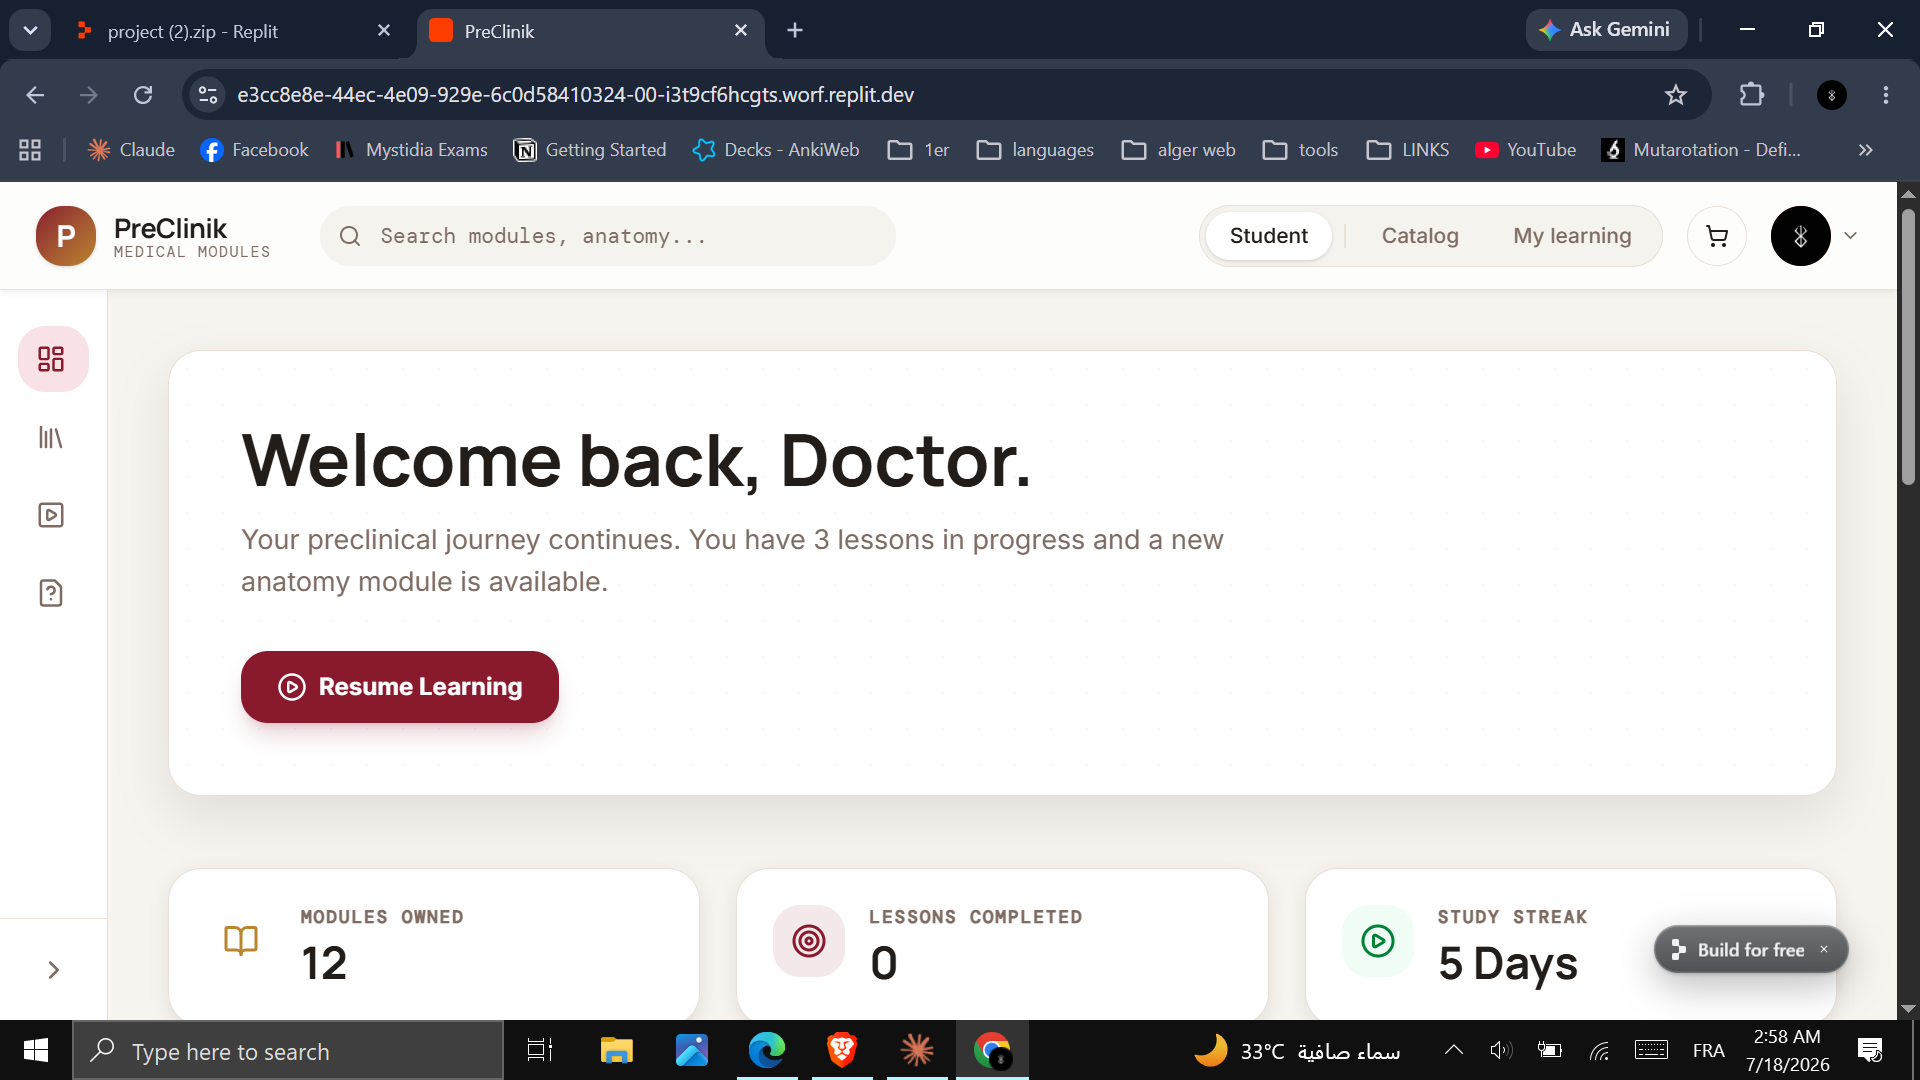 project (2).zip - Replit
PreClinik
Ask Gemini
e3cc8e8e-44ec-4e09-929e-6c0d58410324-00-i3t9cf6hcgts.worf.replit.dev
Claude
Facebook
Mystidia Exams
Getting Started
Decks - AnkiWeb
1er
languages
alger web
tools
LINKS
YouTube
Mutarotation - Defi...
P
PreClinik
MEDICAL MODULES
Search modules, anatomy...
Student
Catalog
My learning
Welcome back, Doctor.
Your preclinical journey continues. You have 3 lessons in progress and a new
anatomy module is available.
Resume Learning
MODULES OWNED
12
LESSONS COMPLETED
0
STUDY STREAK
5 Days
Build for free
Type here to search
33°C سماء صافية
FRA
2:58 AM
7/18/2026